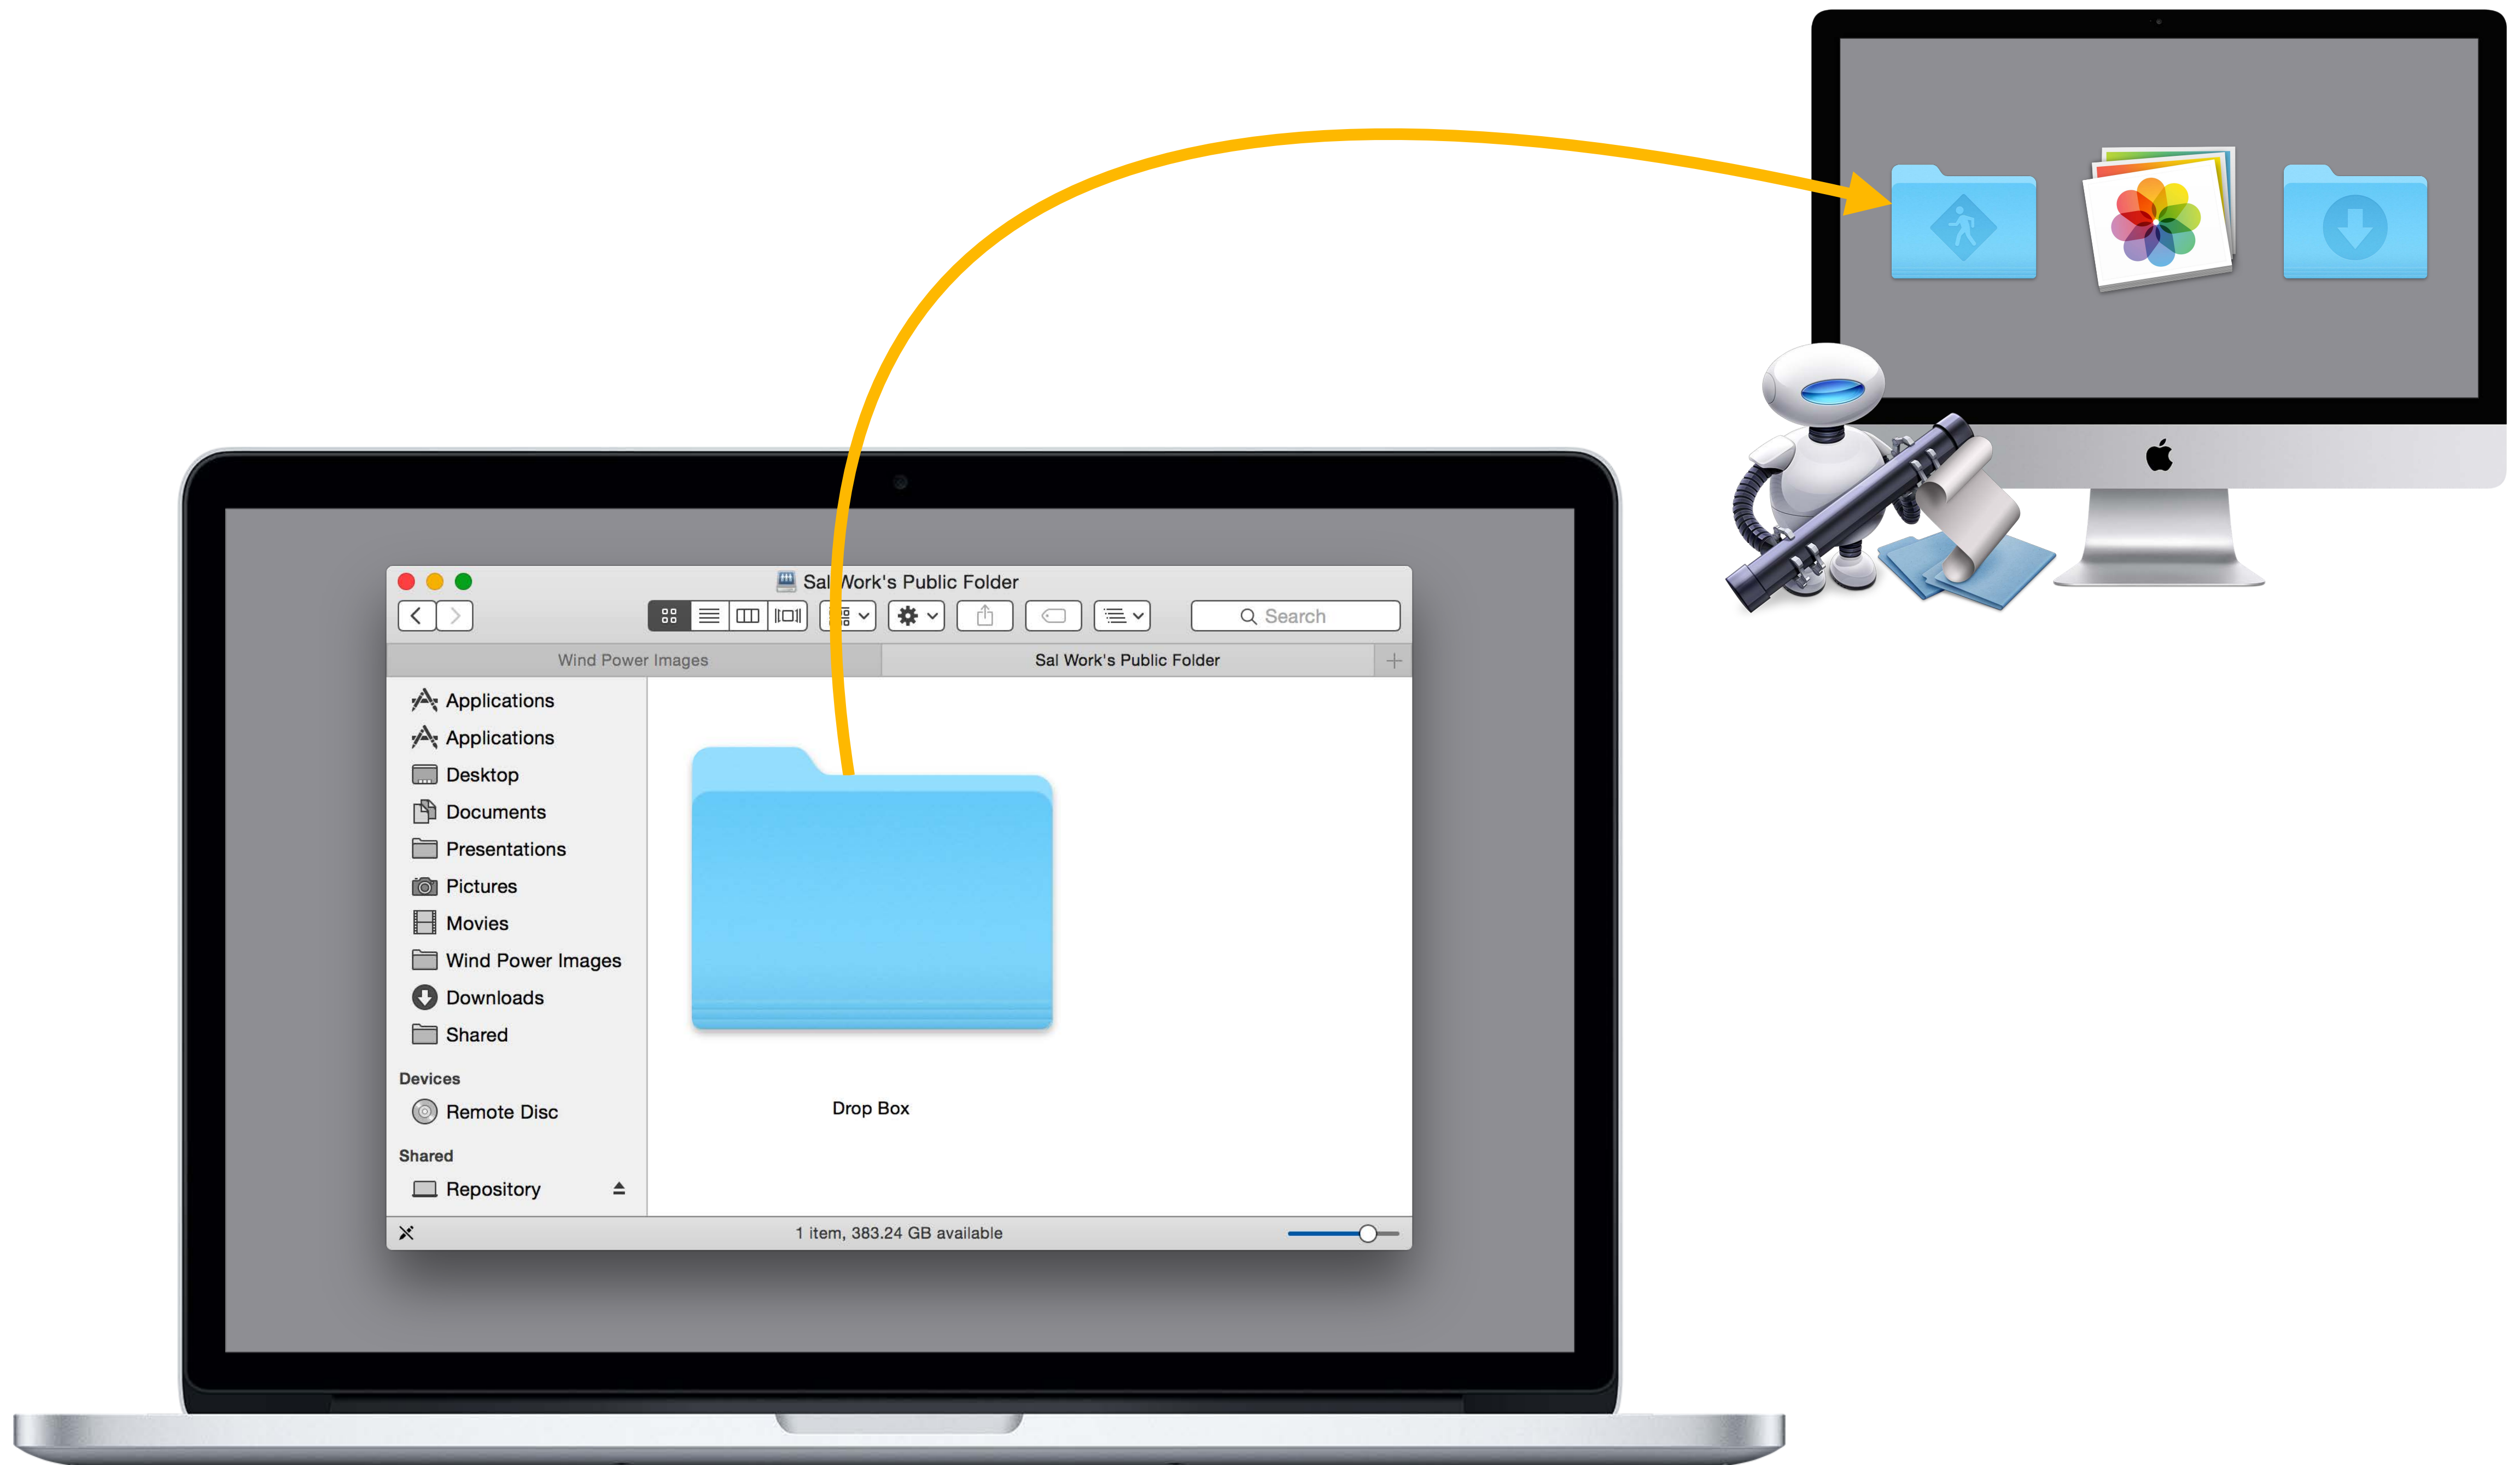 Sal Work's Public Folder
Search
Wind Power Images
Sal Work's Public Folder
Applications
Applications
Desktop
Documents
Presentations
Pictures
Movies
Wind Power Images
Downloads
Shared
Devices
Remote Disc
Shared
Repository
Drop Box
1 item, 383.24 GB available